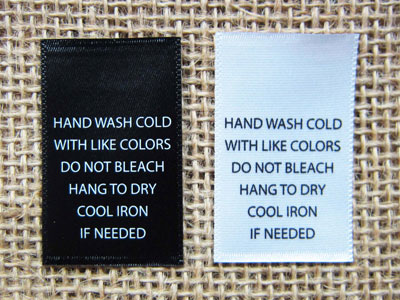 HAND WASH COLD
WITH LIKE COLORS
DO NOT BLEACH
HANG TO DRY
COOL IRON
IF NEEDED
HAND WASH COLD
WITH LIKE COLORS
DO NOT BLEACH
HANG TO DRY
COOL IRON
IF NEEDED